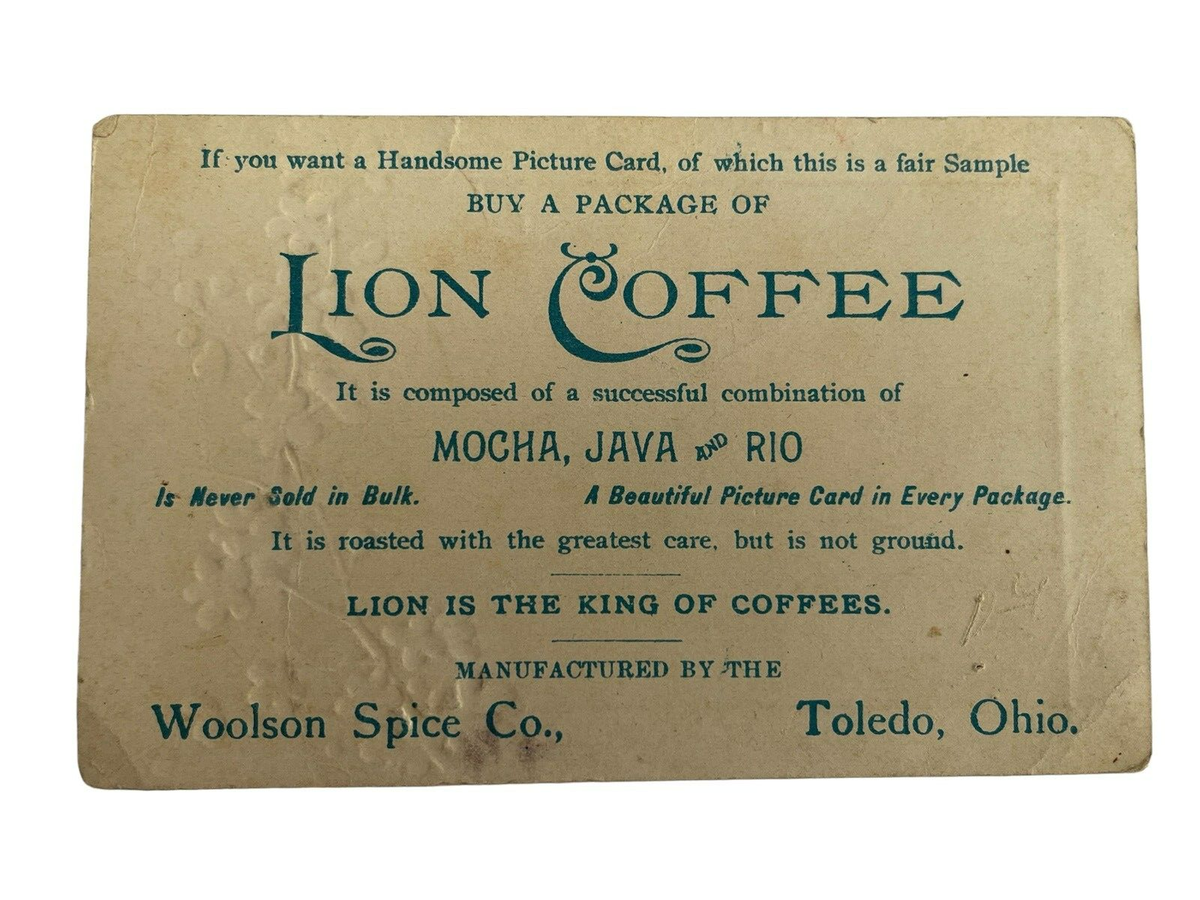 If you want a Handsome Picture Card, of which this is a fair Sample
BUY A PACKAGE OF
LION COFFEE
It is composed of a successful combination of
MOCHA, JAVA AND RIO
Is Never Sold in Bulk. A Beautiful Picture Card in Every Package.
It is roasted with the greatest care, but is not ground.
LION IS THE KING OF COFFEES.
MANUFACTURED BY THE
Woolson Spice Co., Toledo, Ohio.